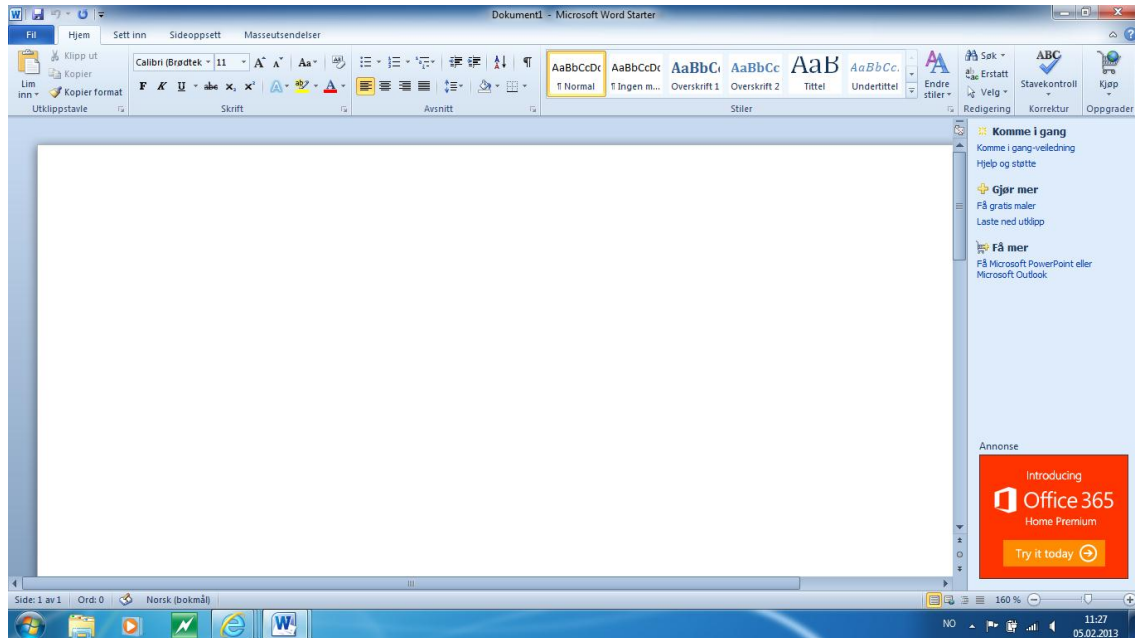 Dokument1 - Microsoft Word Starter
Fil Hjem Sett inn Sideoppsett Masseutsendelser
Lim inn
Klipp ut
Kopier
Kopier format
Utklippstavle
Calibri (Brødtek 11
A A Aa
F K U abc x, x² A ab A
Skrift
Avsnitt
AaBbCcDc AaBbCcDc AaBbC AaBbCc AaB AaBbCc.
¶ Normal ¶ Ingen m... Overskrift 1 Overskrift 2 Tittel Undertittel
Stiler
Endre stiler
Søk
Erstatt
Velg
Redigering
ABC
Stavekontroll
Korrektur
Kjøp
Oppgrader
Komme i gang
Komme i gang-veiledning
Hjelp og støtte
Gjør mer
Få gratis maler
Laste ned utklipp
Få mer
Få Microsoft PowerPoint eller
Microsoft Outlook
Annonse
Introducing
Office 365
Home Premium
Try it today
Side: 1 av 1 Ord: 0 Norsk (bokmål) 160 %
NO 11:27
05.02.2013